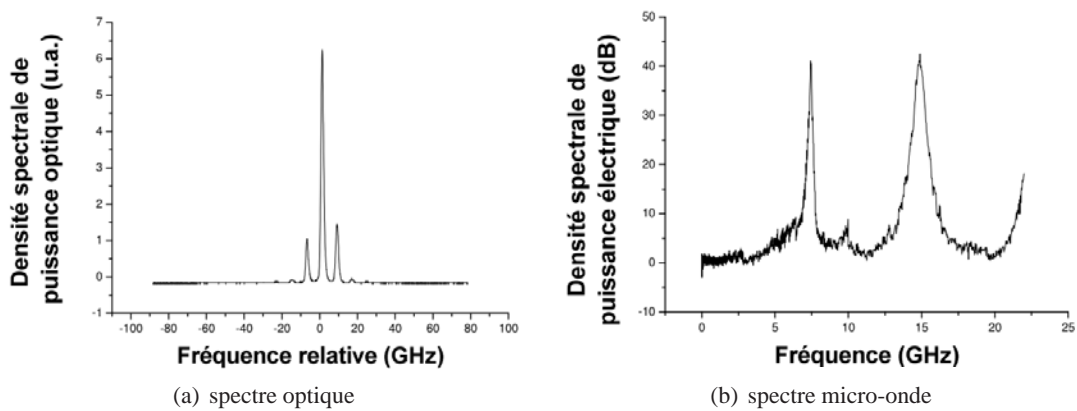 7
6
5
4
3
2
1
0
-1
-100 -80 -60 -40 -20 0 20 40 60 80 100
Densité spectrale de
puissance optique (u.a.)
Fréquence relative (GHz)
(a) spectre optique
50
40
30
20
10
0
-10
0 5 10 15 20 25
Densité spectrale de
puissance électrique (dB)
Fréquence (GHz)
(b) spectre micro-onde